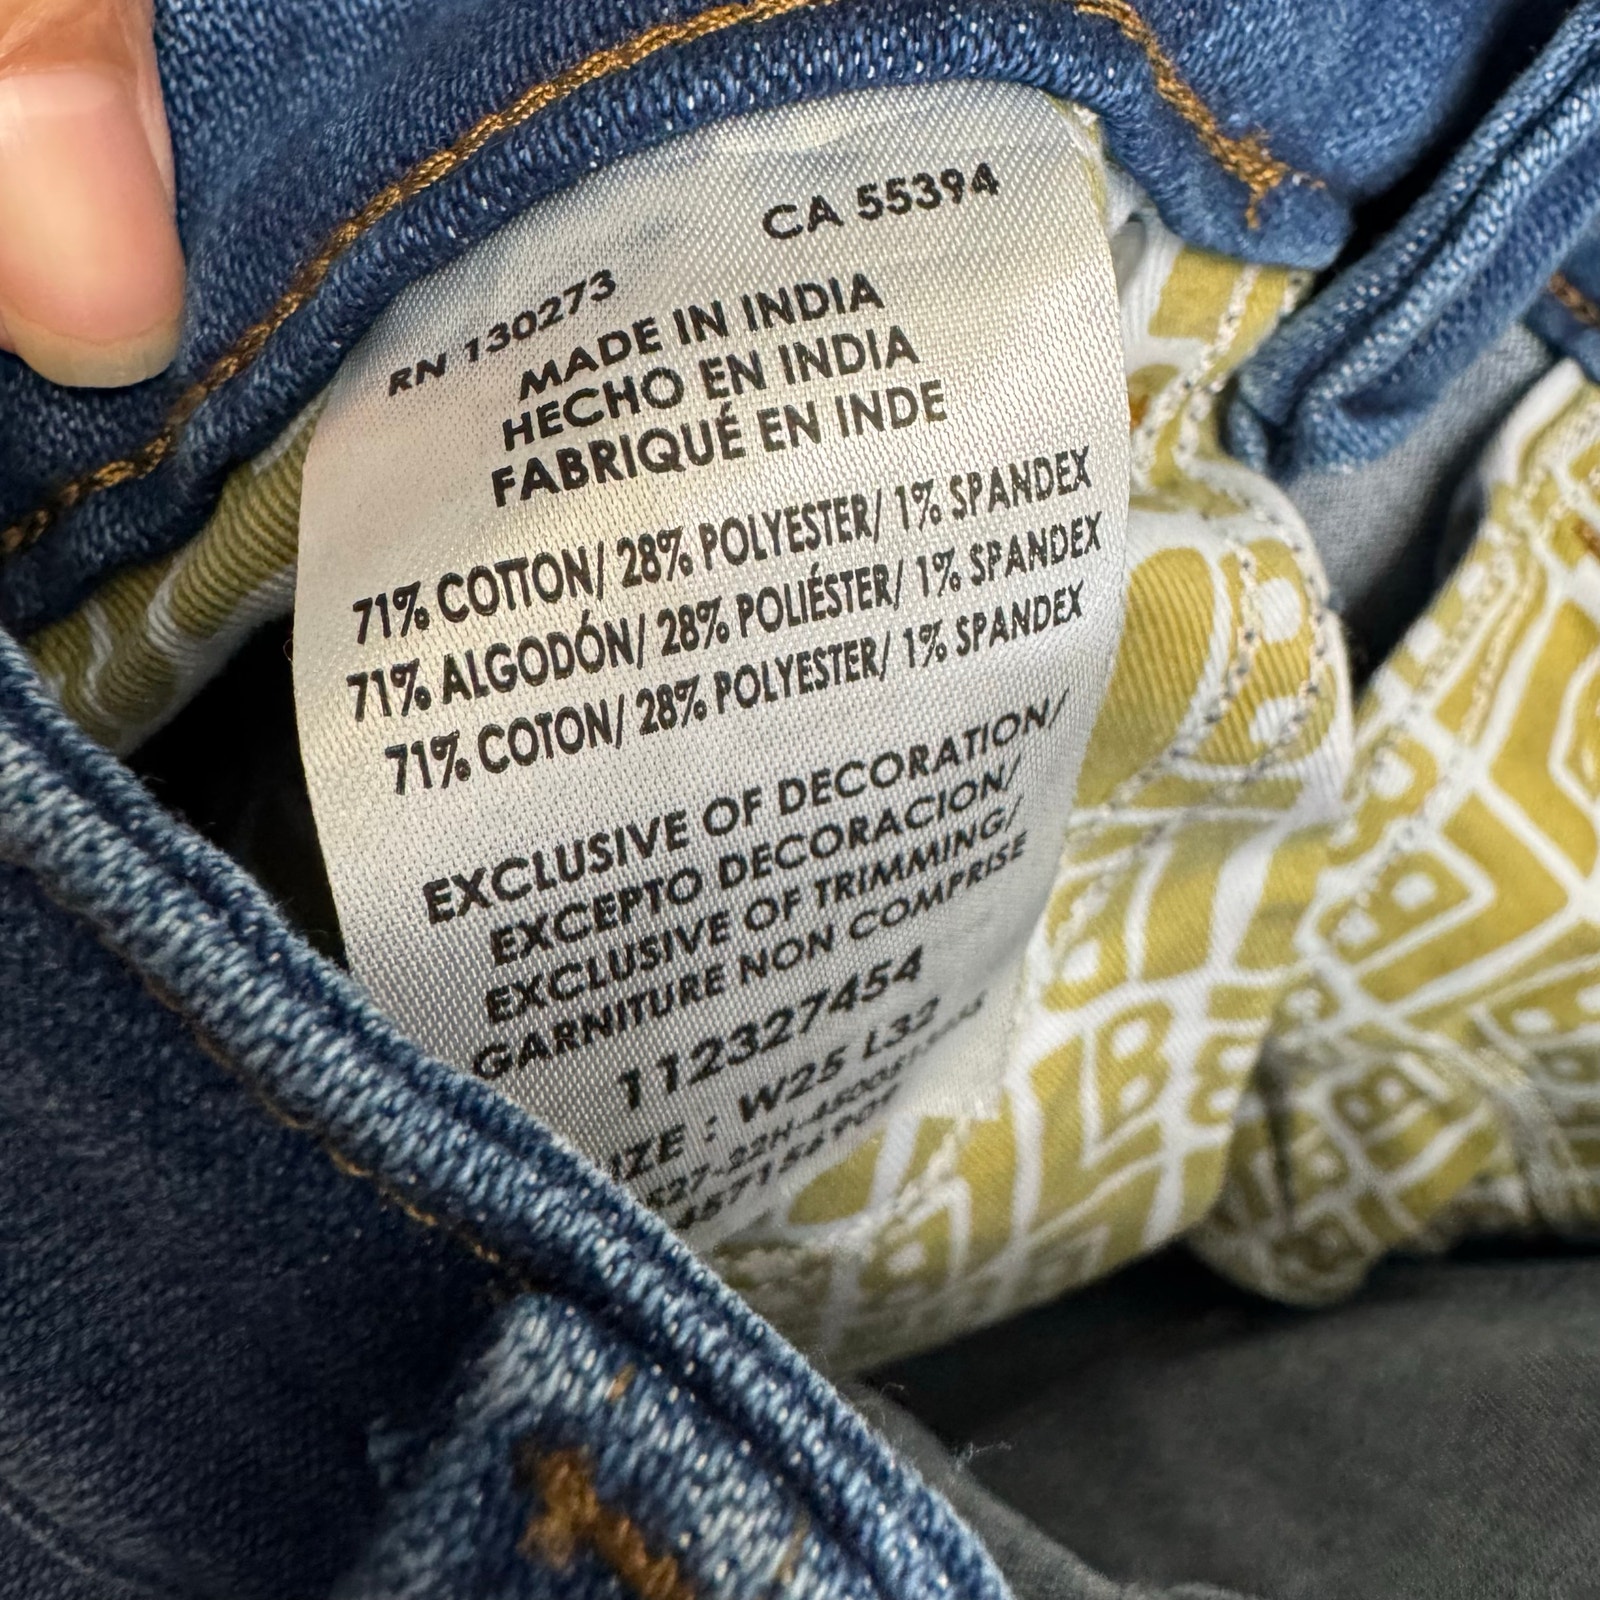 CA 55394
RN 130273
MADE IN INDIA
HECHO EN INDIA
FABRIQUÉ EN INDE
71% COTTON/ 28% POLYESTER/ 1% SPANDEX
71% ALGODÓN/ 28% POLIÉSTER/ 1% SPANDEX
71% COTON/ 28% POLYESTER/ 1% SPANDEX
EXCLUSIVE OF DECORATION/
EXCEPTO DECORACION/
EXCLUSIVE OF TRIMMING/
GARNITURE NON COMPRISE
112327454
IZE : W25 L32